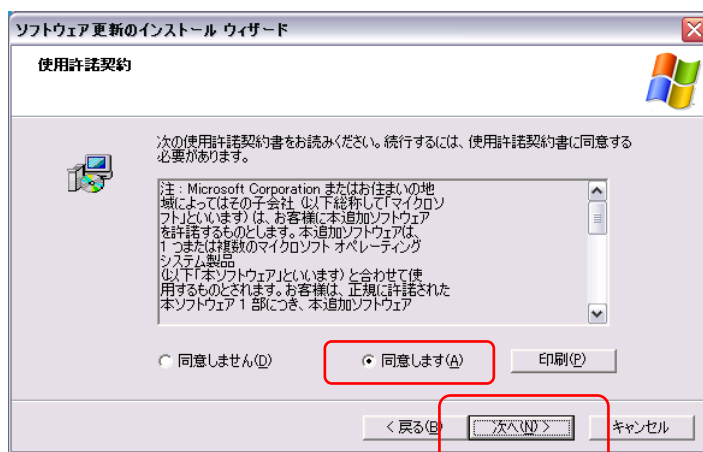 ソフトウェア更新のインストール ウィザード
使用許諾契約
次の使用許諾契約書をお読みください。続行するには、使用許諾契約書に同意する
必要があります。
注 : Microsoft Corporation またはお住まいの地
域によってはその子会社 (以下総称して「マイクロソ
フト」といいます) は、お客様に本追加ソフトウェア
を許諾するものとします。本追加ソフトウェアは、
1 つまたは複数のマイクロソフト オペレーティング
システム製品
(以下「本ソフトウェア」といいます) と合わせて使
用するものとされます。お客様は、正規に許諾された
本ソフトウェア 1 部につき、本追加ソフトウェア
同意しません(D) 同意します(A) 印刷(P)
< 戻る(B) 次へ(N) > キャンセル